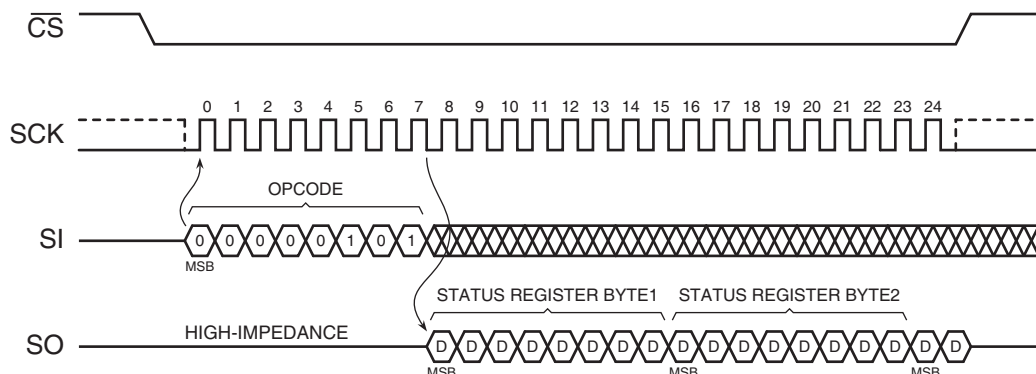 CS
0 1 2 3 4 5 6 7 8 9 10 11 12 13 14 15 16 17 18 19 20 21 22 23 24
SCK
OPCODE
SI 0 0 0 0 0 1 0 1
MSB
STATUS REGISTER BYTE1 STATUS REGISTER BYTE2
HIGH-IMPEDANCE
SO D D D D D D D D D D D D D D D D D D
MSB MSB MSB